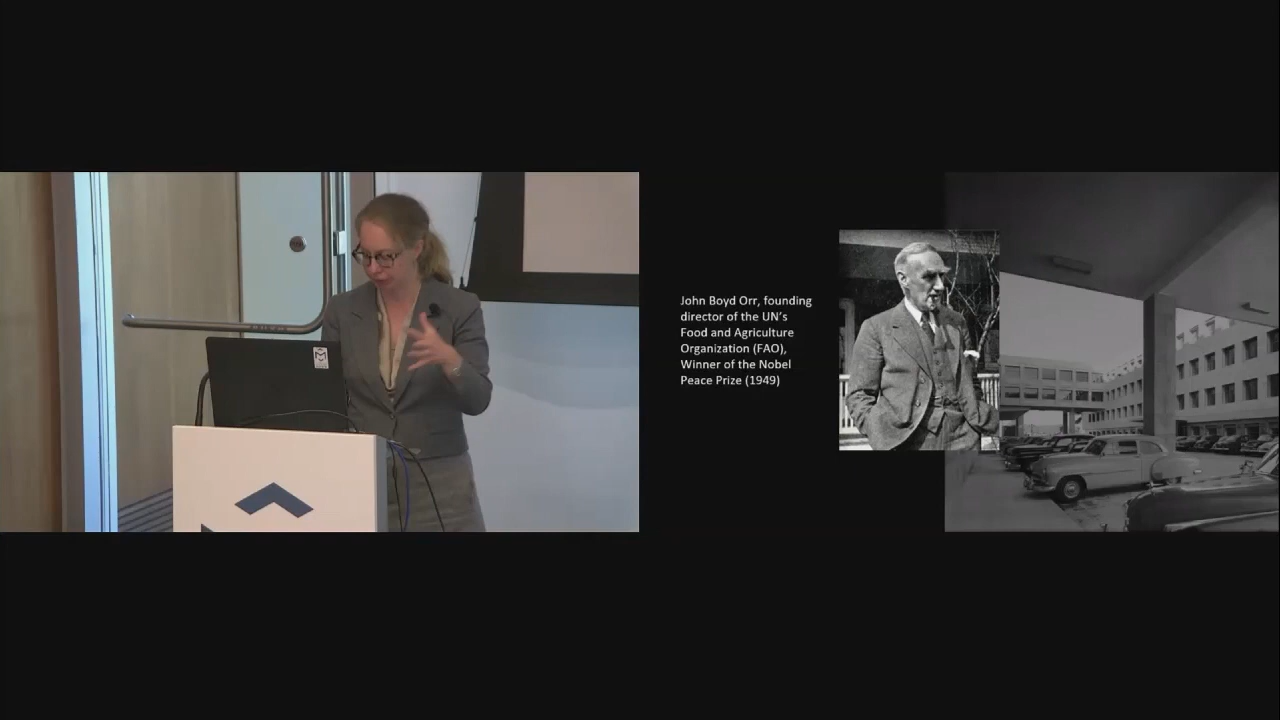 John Boyd Orr, founding
director of the UN's
Food and Agriculture
Organization (FAO),
Winner of the Nobel
Peace Prize (1949)